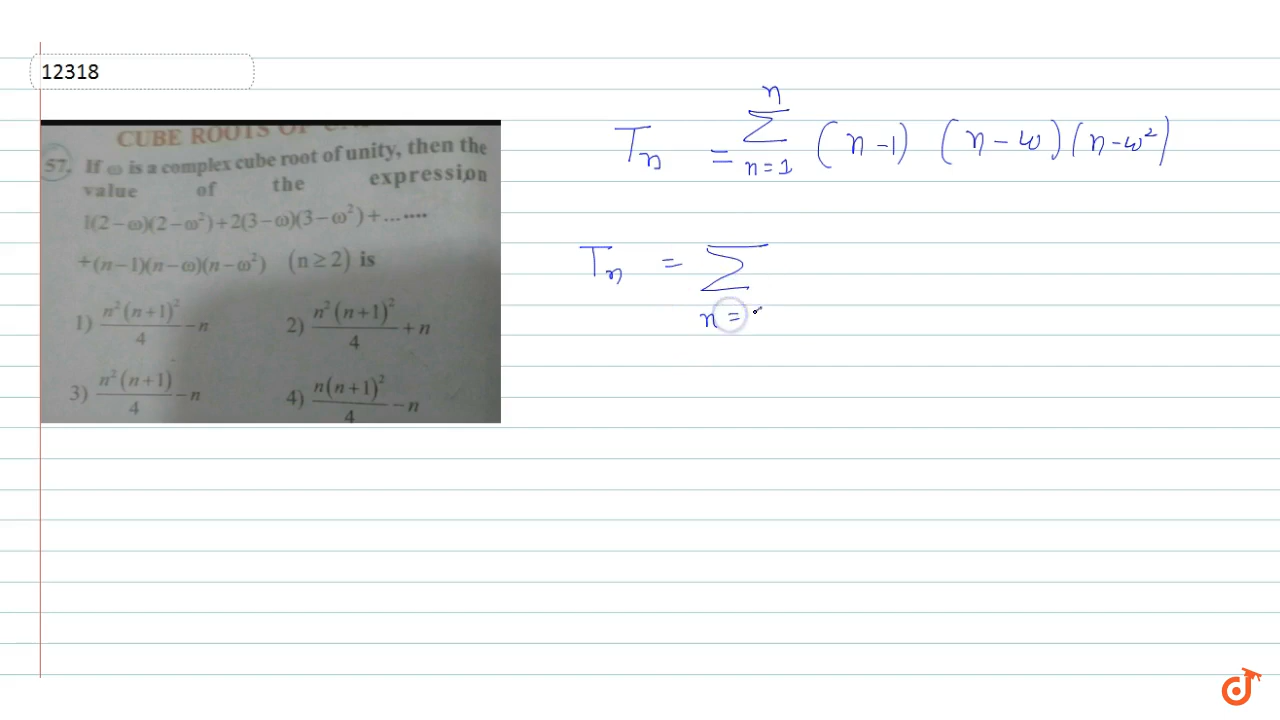 12318
CUBE ROOTS OF
57. If ω is a complex cube root of unity, then the
value of the expression
1(2−ω)(2−ω²)+2(3−ω)(3−ω²)+.......
+(n−1)(n−ω)(n−ω²) (n ≥ 2) is
1) n²(n+1)²/4 − n 2) n²(n+1)²/4 + n
3) n²(n+1)/4 − n 4) n(n+1)²/4 − n
Tₙ = ∑ⁿₙ₌₁ (n−1) (n−ω)(n−ω²)
Tₙ = ∑ n =